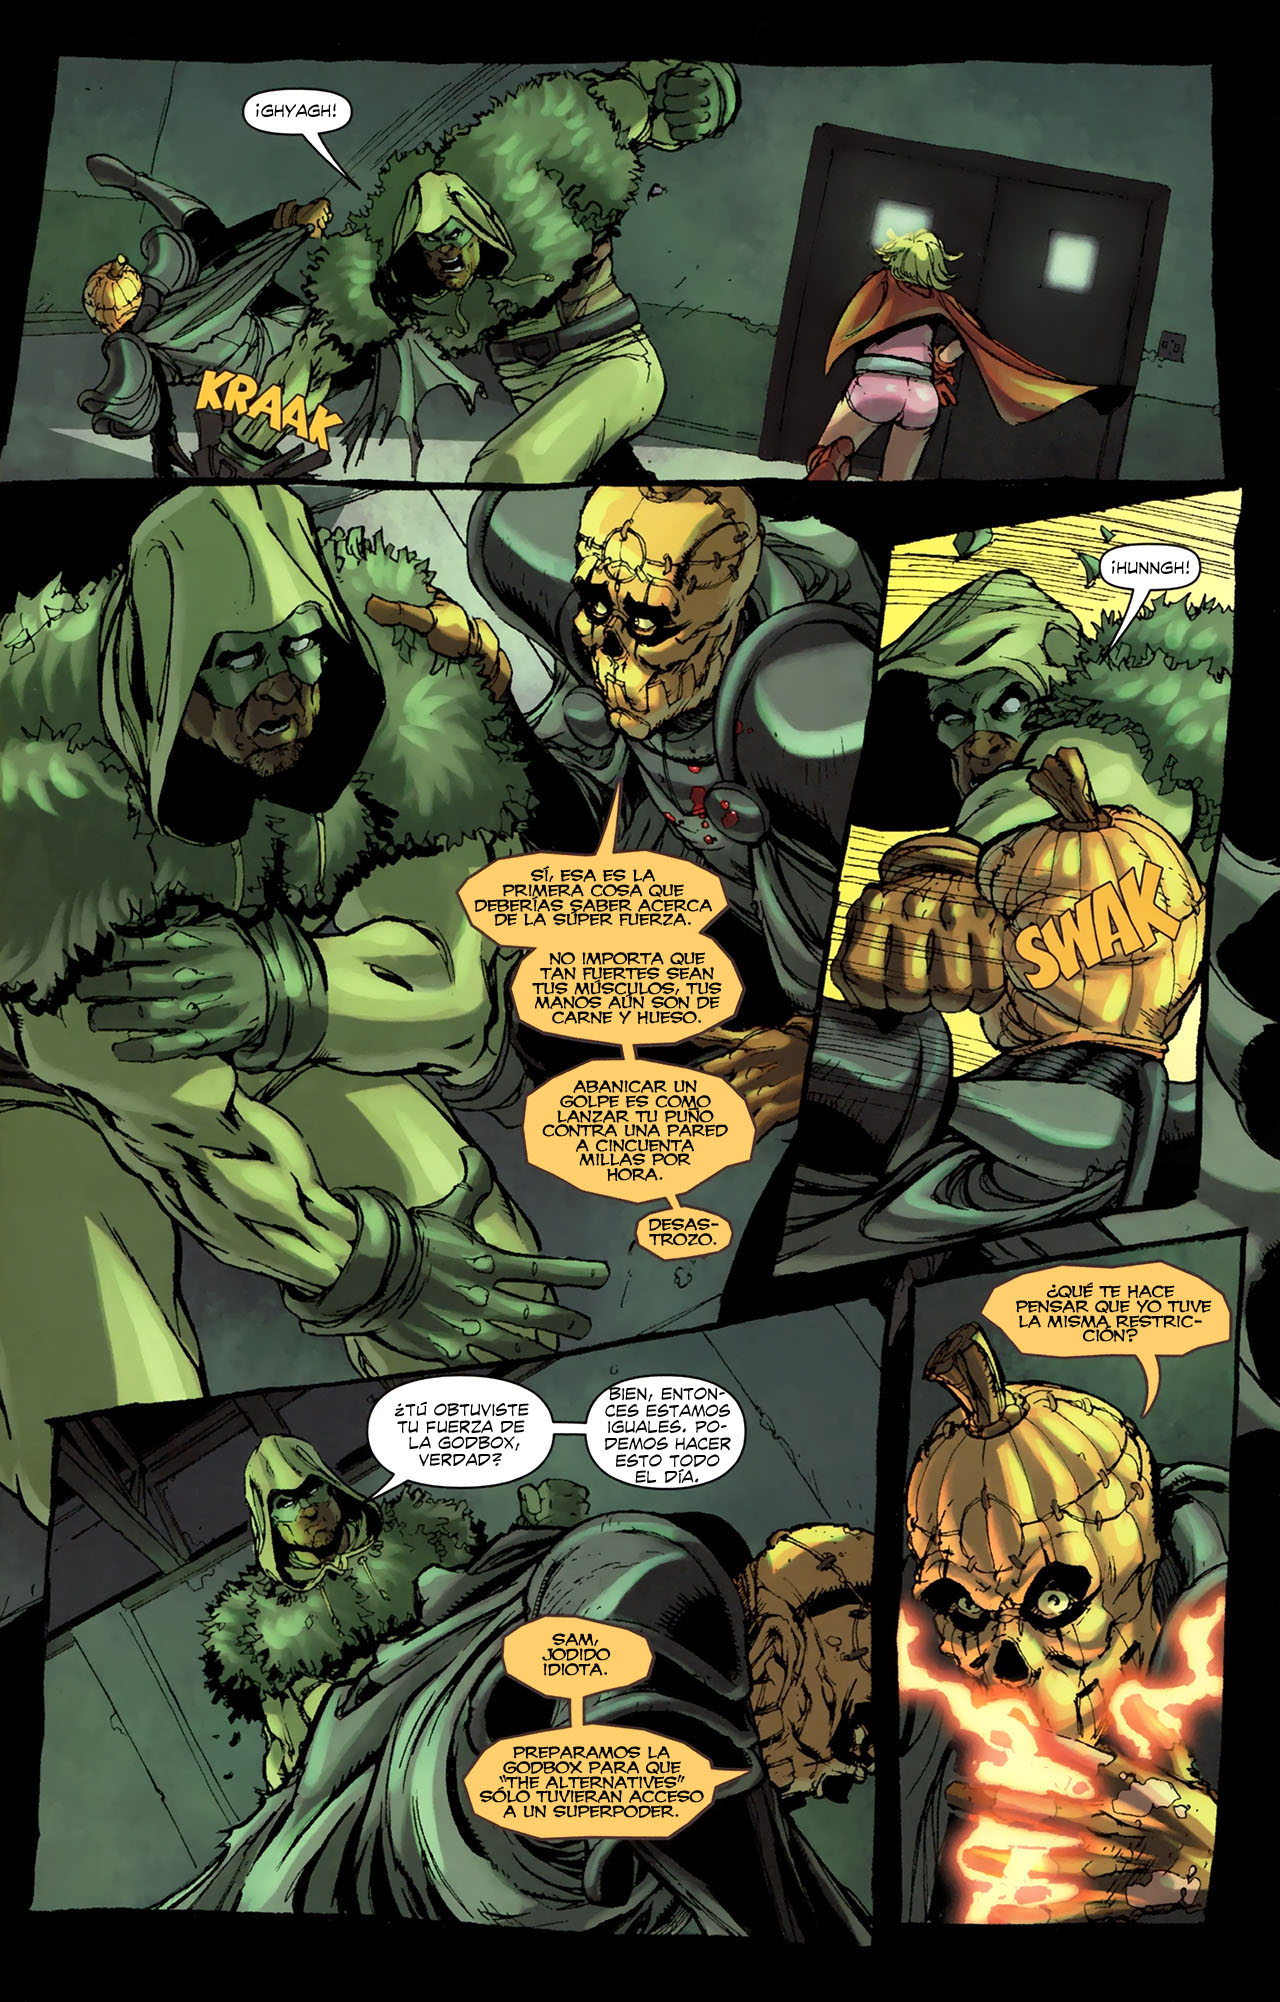 ¡GHYAGH!
KRAAK
SÍ, ESA ES LA
PRIMERA COSA QUE
DEBERÍAS SABER ACERCA
DE LA SÚPER FUERZA.
NO IMPORTA QUE
TAN FUERTES SEAN
TUS MÚSCULOS, TUS
MANOS AÚN SON DE
CARNE Y HUESO.
ABANICAR UN
GOLPE ES COMO
LANZAR TU PUÑO
CONTRA UNA PARED
A CINCUENTA
MILLAS POR
HORA.
DESAS-
TROZO.
¡HUNNGH!
SWAK
¿TÚ OBTUVISTE
TU FUERZA DE
LA GODBOX,
VERDAD?
BIEN, ENTON-
CES ESTAMOS
IGUALES. PO-
DEMOS HACER
ESTO TODO
EL DÍA.
SAM,
JODIDO
IDIOTA.
PREPARAMOS LA
GODBOX PARA QUE
"THE ALTERNATIVES"
SÓLO TUVIERAN ACCESO
A UN SUPERPODER.
¿QUÉ TE HACE
PENSAR QUE YO TUVE
LA MISMA RESTRIC-
CIÓN?